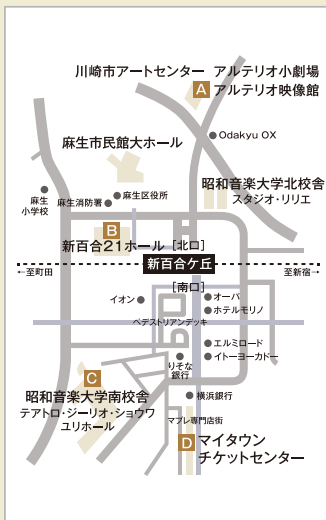 川崎市アートセンター アルテリオ小劇場
A アルテリオ映像館
Odakyu OX
麻生市民館大ホール
昭和音楽大学北校舎
スタジオ・リリエ
麻生
小学校
麻生区役所
麻生消防署
B
新百合21ホール
[北口]
←至町田
新百合ケ丘
至新宿→
[南口]
イオン
オーパ
ホテルモリノ
ペデストリアンデッキ
エルミロード
イトーヨーカドー
りそな
銀行
C
昭和音楽大学南校舎
テアトロ・ジーリオ・ショウワ
ユリホール
横浜銀行
マプレ専門店街
D マイタウン
チケットセンター